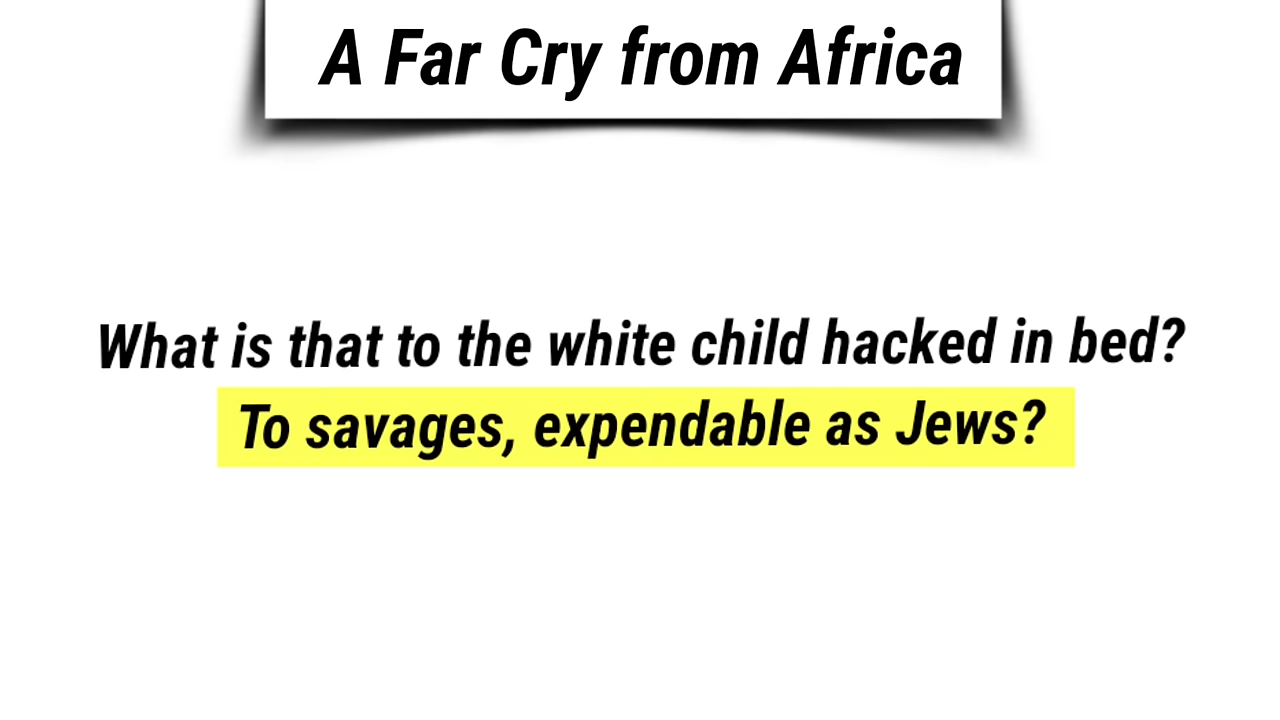 A Far Cry from Africa
What is that to the white child hacked in bed?
To savages, expendable as Jews?